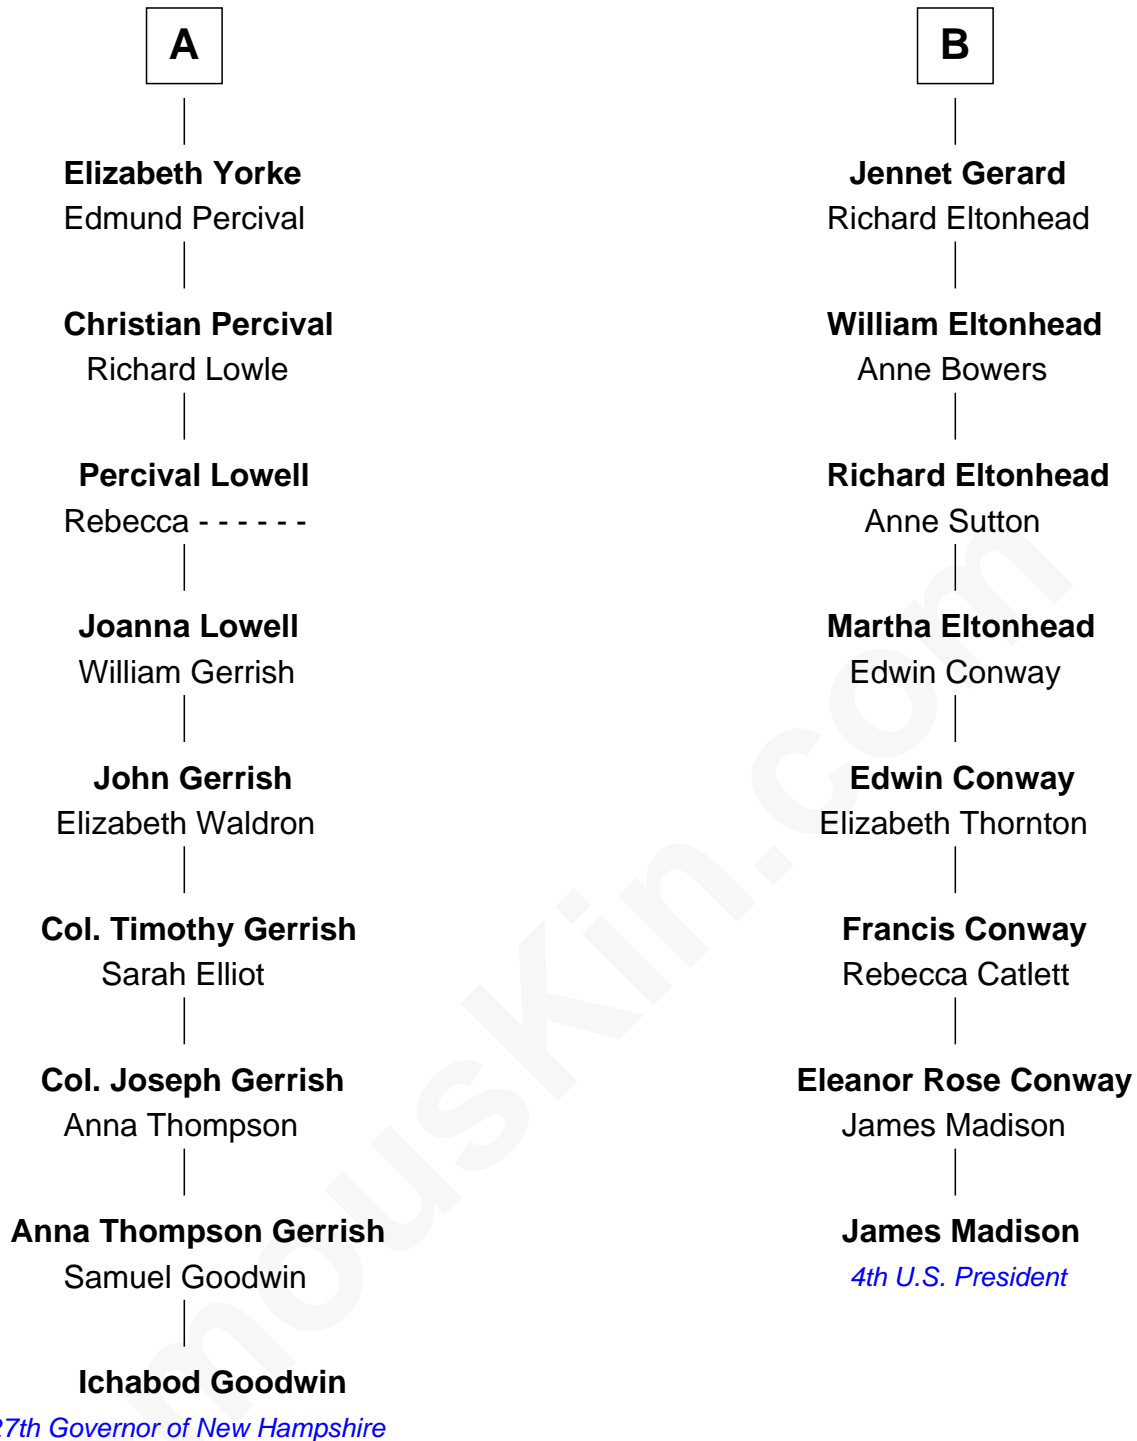 A
Elizabeth Yorke
Edmund Percival
Christian Percival
Richard Lowle
Percival Lowell
Rebecca - - - - - -
Joanna Lowell
William Gerrish
John Gerrish
Elizabeth Waldron
Col. Timothy Gerrish
Sarah Elliot
Col. Joseph Gerrish
Anna Thompson
Anna Thompson Gerrish
Samuel Goodwin
Ichabod Goodwin
27th Governor of New Hampshire
B
Jennet Gerard
Richard Eltonhead
William Eltonhead
Anne Bowers
Richard Eltonhead
Anne Sutton
Martha Eltonhead
Edwin Conway
Edwin Conway
Elizabeth Thornton
Francis Conway
Rebecca Catlett
Eleanor Rose Conway
James Madison
James Madison
4th U.S. President
mousKin.com